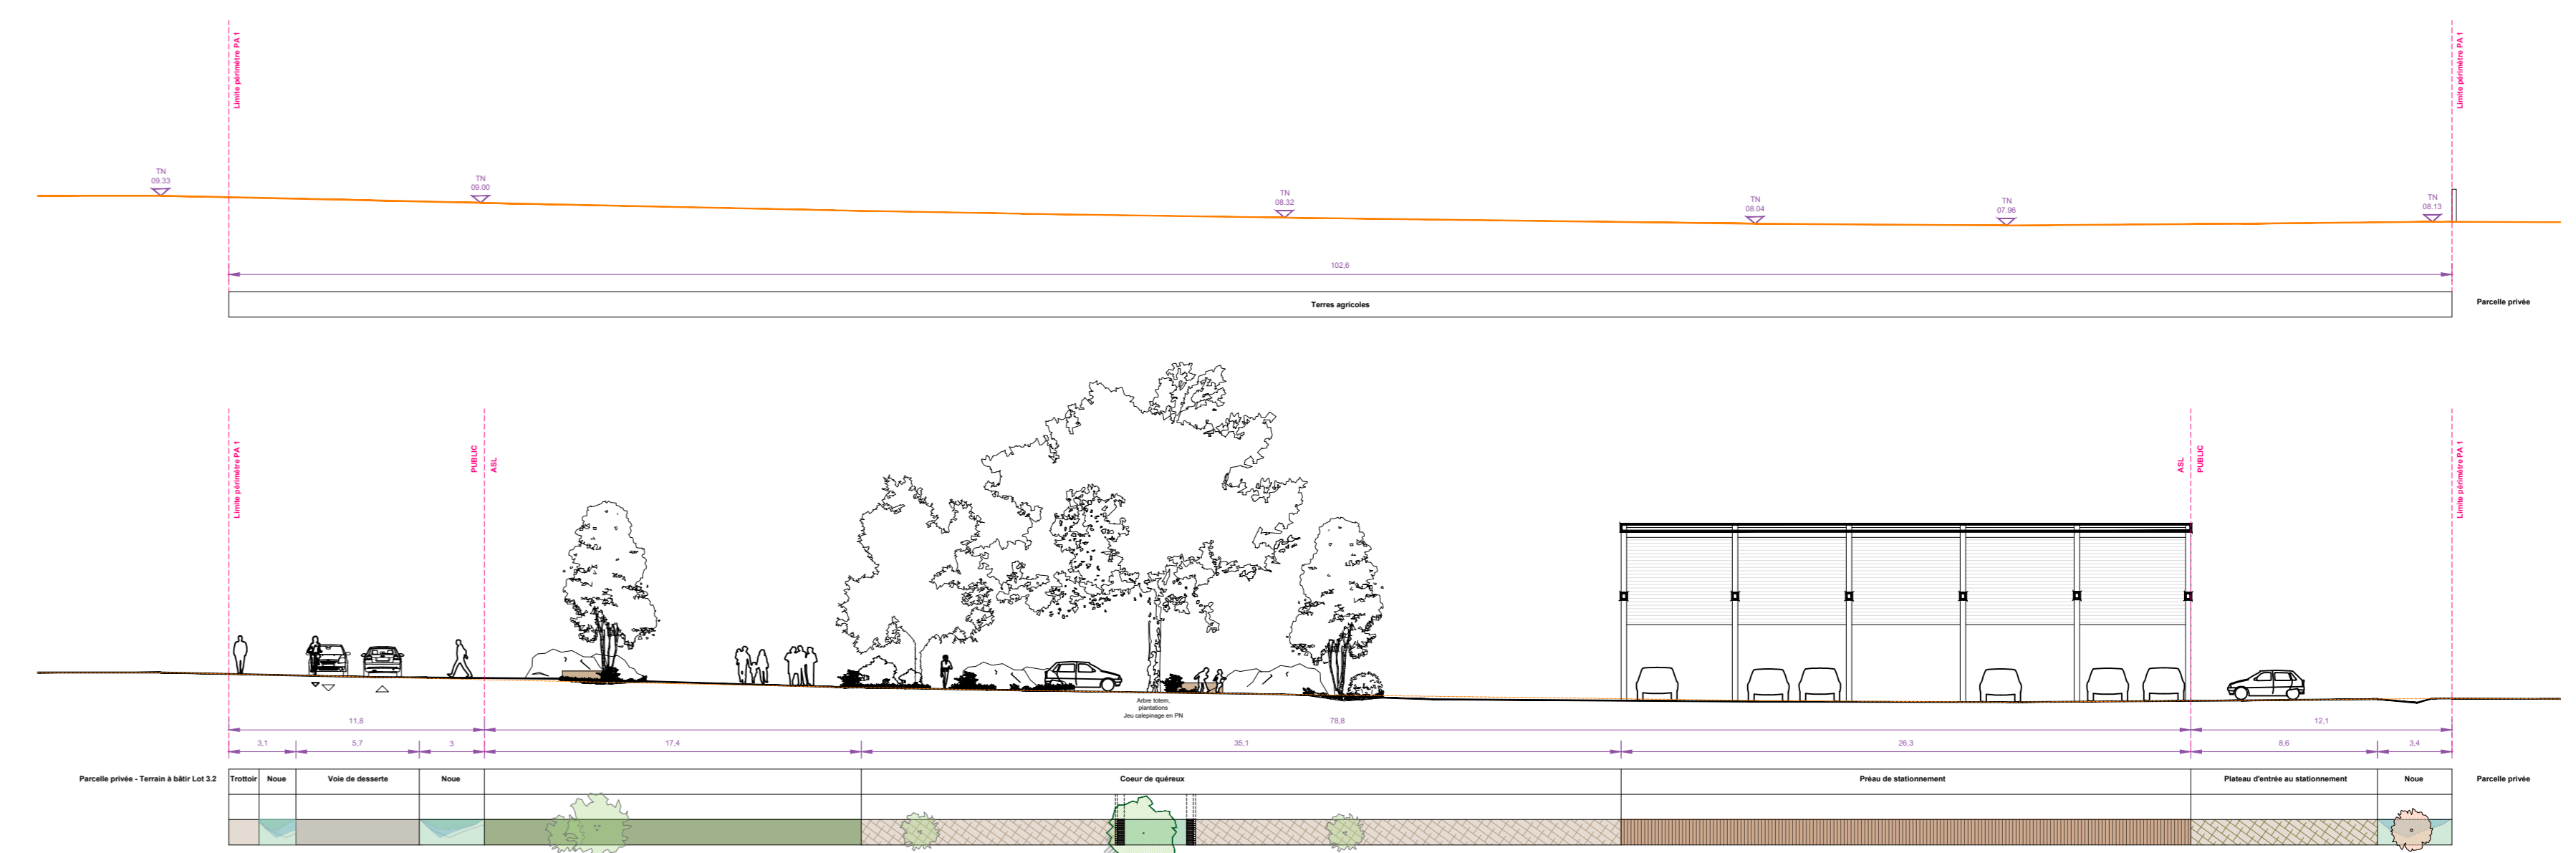 Limite périmètre PA 1
Limite périmètre PA 1
TN
09.33
TN
09.00
TN
08.32
TN
08.04
TN
07.96
TN
08.13
102,6
Terres agricoles
Parcelle privée
Limite périmètre PA 1
PUBLIC
ASL
ASL
PUBLIC
Limite périmètre PA 1
Arbre totem,
plantations
Jeu calepinage en PN
11,8
78,8
12,1
3,1
5,7
3
17,4
35,1
26,3
8,6
3,4
Parcelle privée - Terrain à bâtir Lot 3.2
Trottoir
Noue
Voie de desserte
Noue
Coeur de quéreux
Préau de stationnement
Plateau d'entrée au stationnement
Noue
Parcelle privée